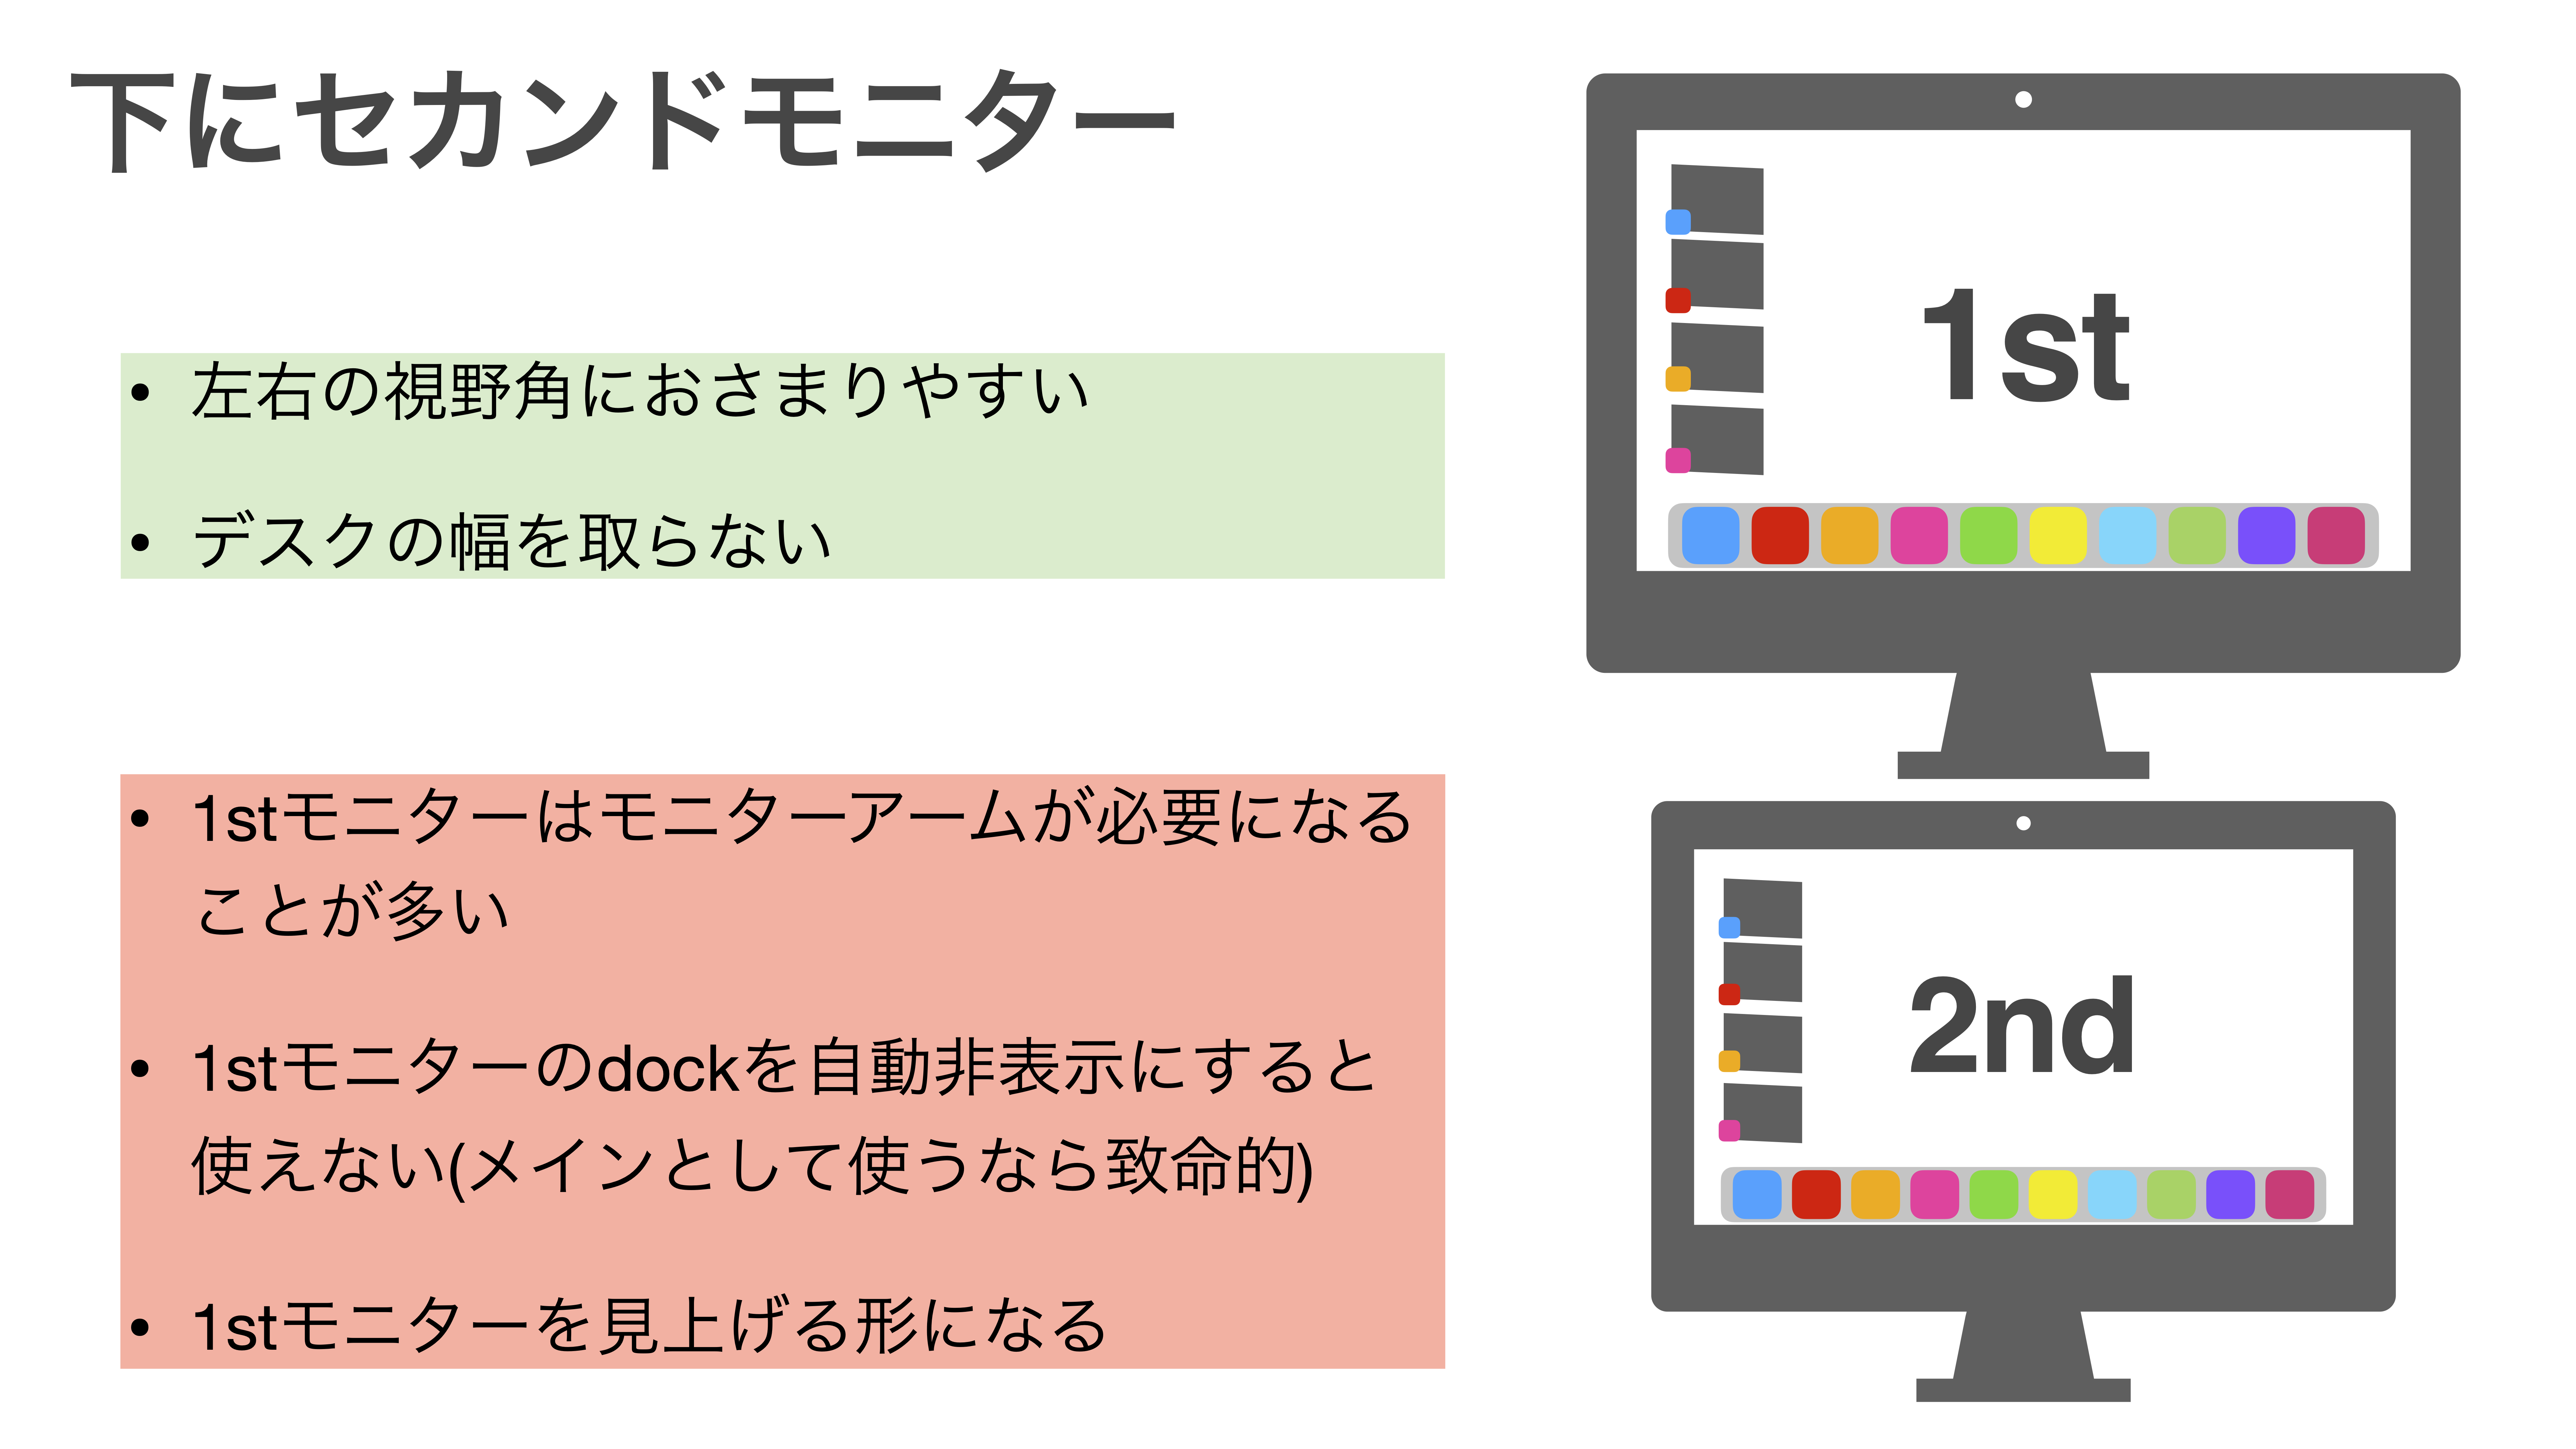 下にセカンドモニター
• 左右の視野角におさまりやすい
• デスクの幅を取らない
• 1stモニターはモニターアームが必要になる
ことが多い
• 1stモニターのdockを自動非表示にすると
使えない(メインとして使うなら致命的)
• 1stモニターを見上げる形になる
1st
2nd